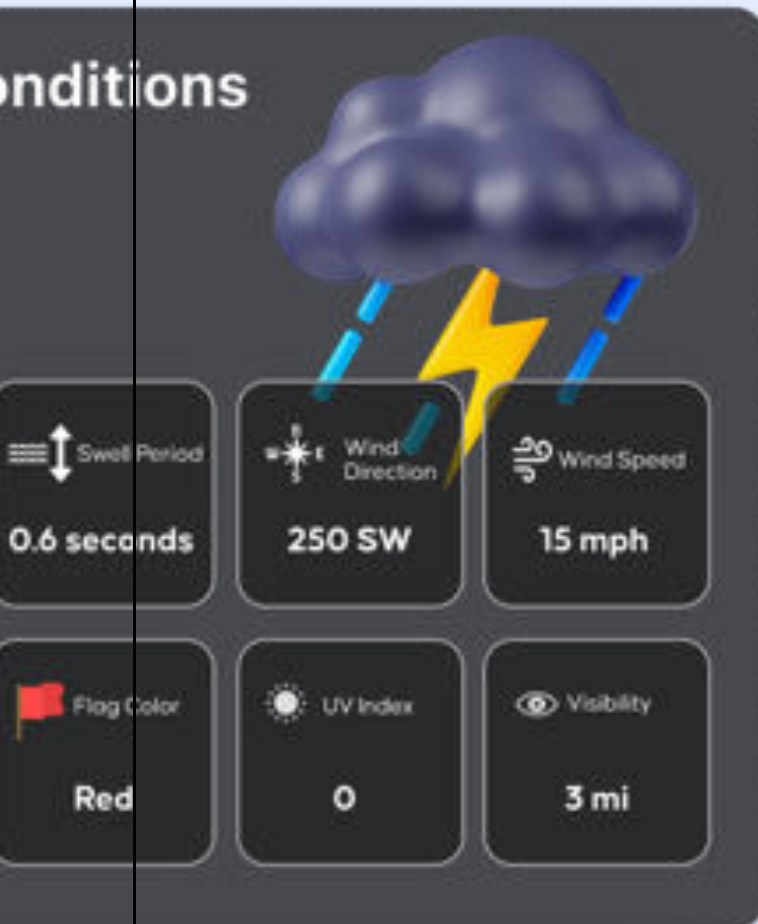 onditions
Swell Period
0.6 seconds
Wind
Direction
250 SW
Wind Speed
15 mph
Flag Color
Red
UV Index
0
Visibility
3 mi